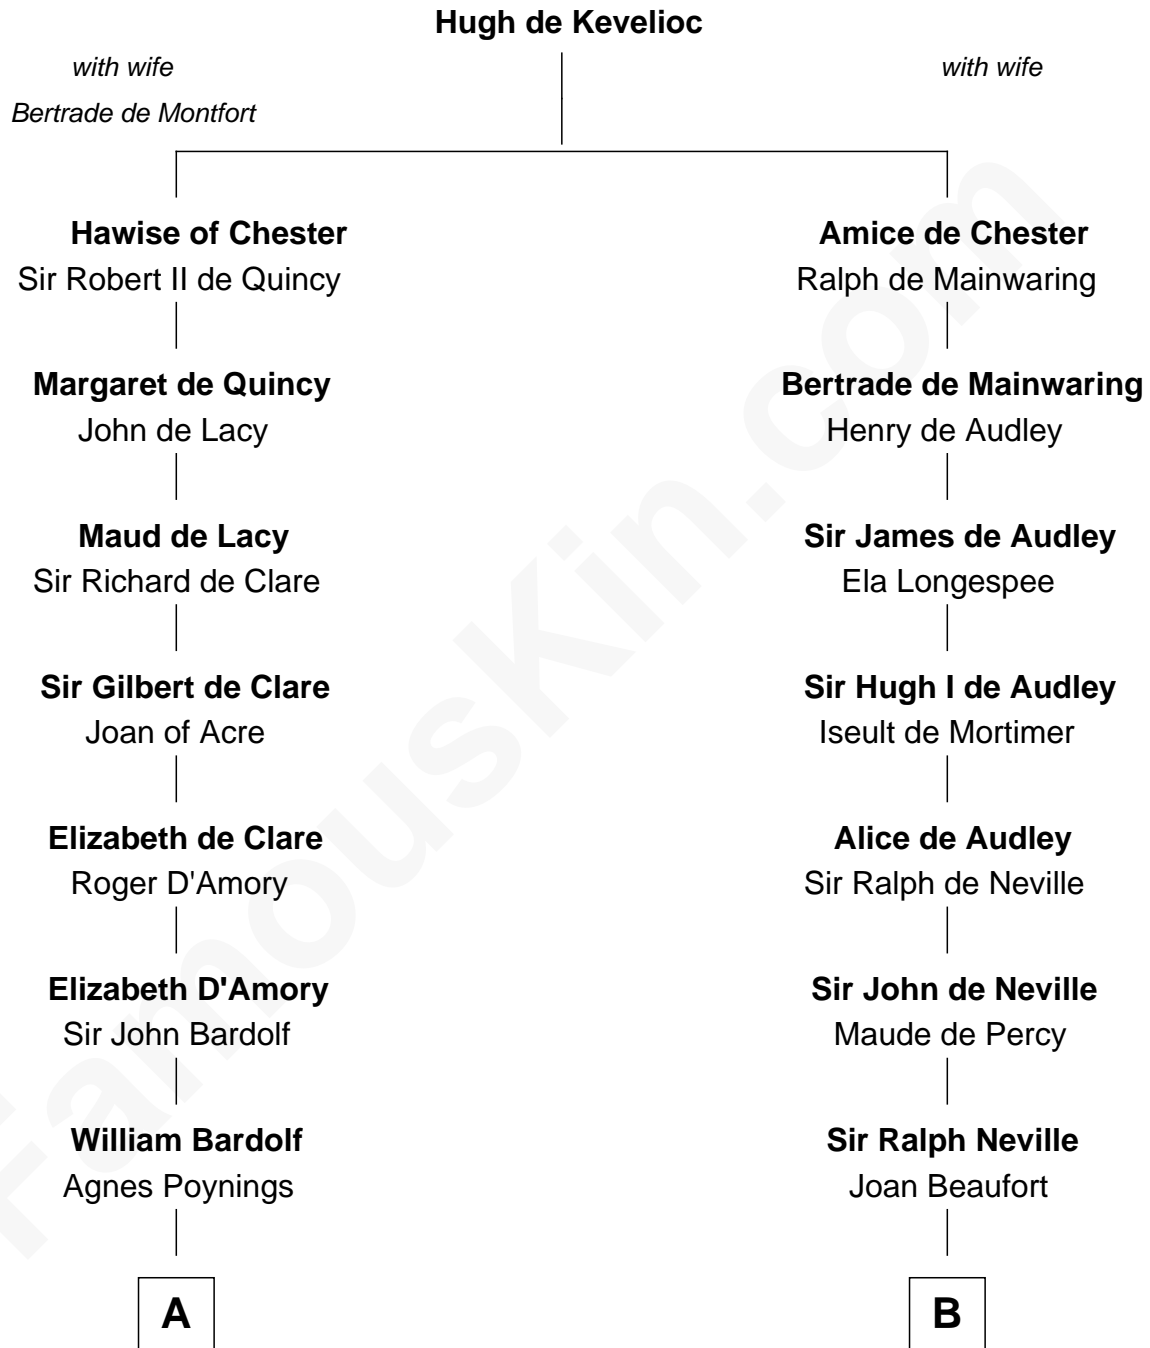 Hugh de Kevelioc
with wife
with wife
Bertrade de Montfort
Hawise of Chester
Sir Robert II de Quincy
Amice de Chester
Ralph de Mainwaring
Margaret de Quincy
John de Lacy
Bertrade de Mainwaring
Henry de Audley
Maud de Lacy
Sir Richard de Clare
Sir James de Audley
Ela Longespee
Sir Gilbert de Clare
Joan of Acre
Sir Hugh I de Audley
Iseult de Mortimer
Elizabeth de Clare
Roger D'Amory
Alice de Audley
Sir Ralph de Neville
Elizabeth D'Amory
Sir John Bardolf
Sir John de Neville
Maude de Percy
William Bardolf
Agnes Poynings
Sir Ralph Neville
Joan Beaufort
A
B
FamousKin.com